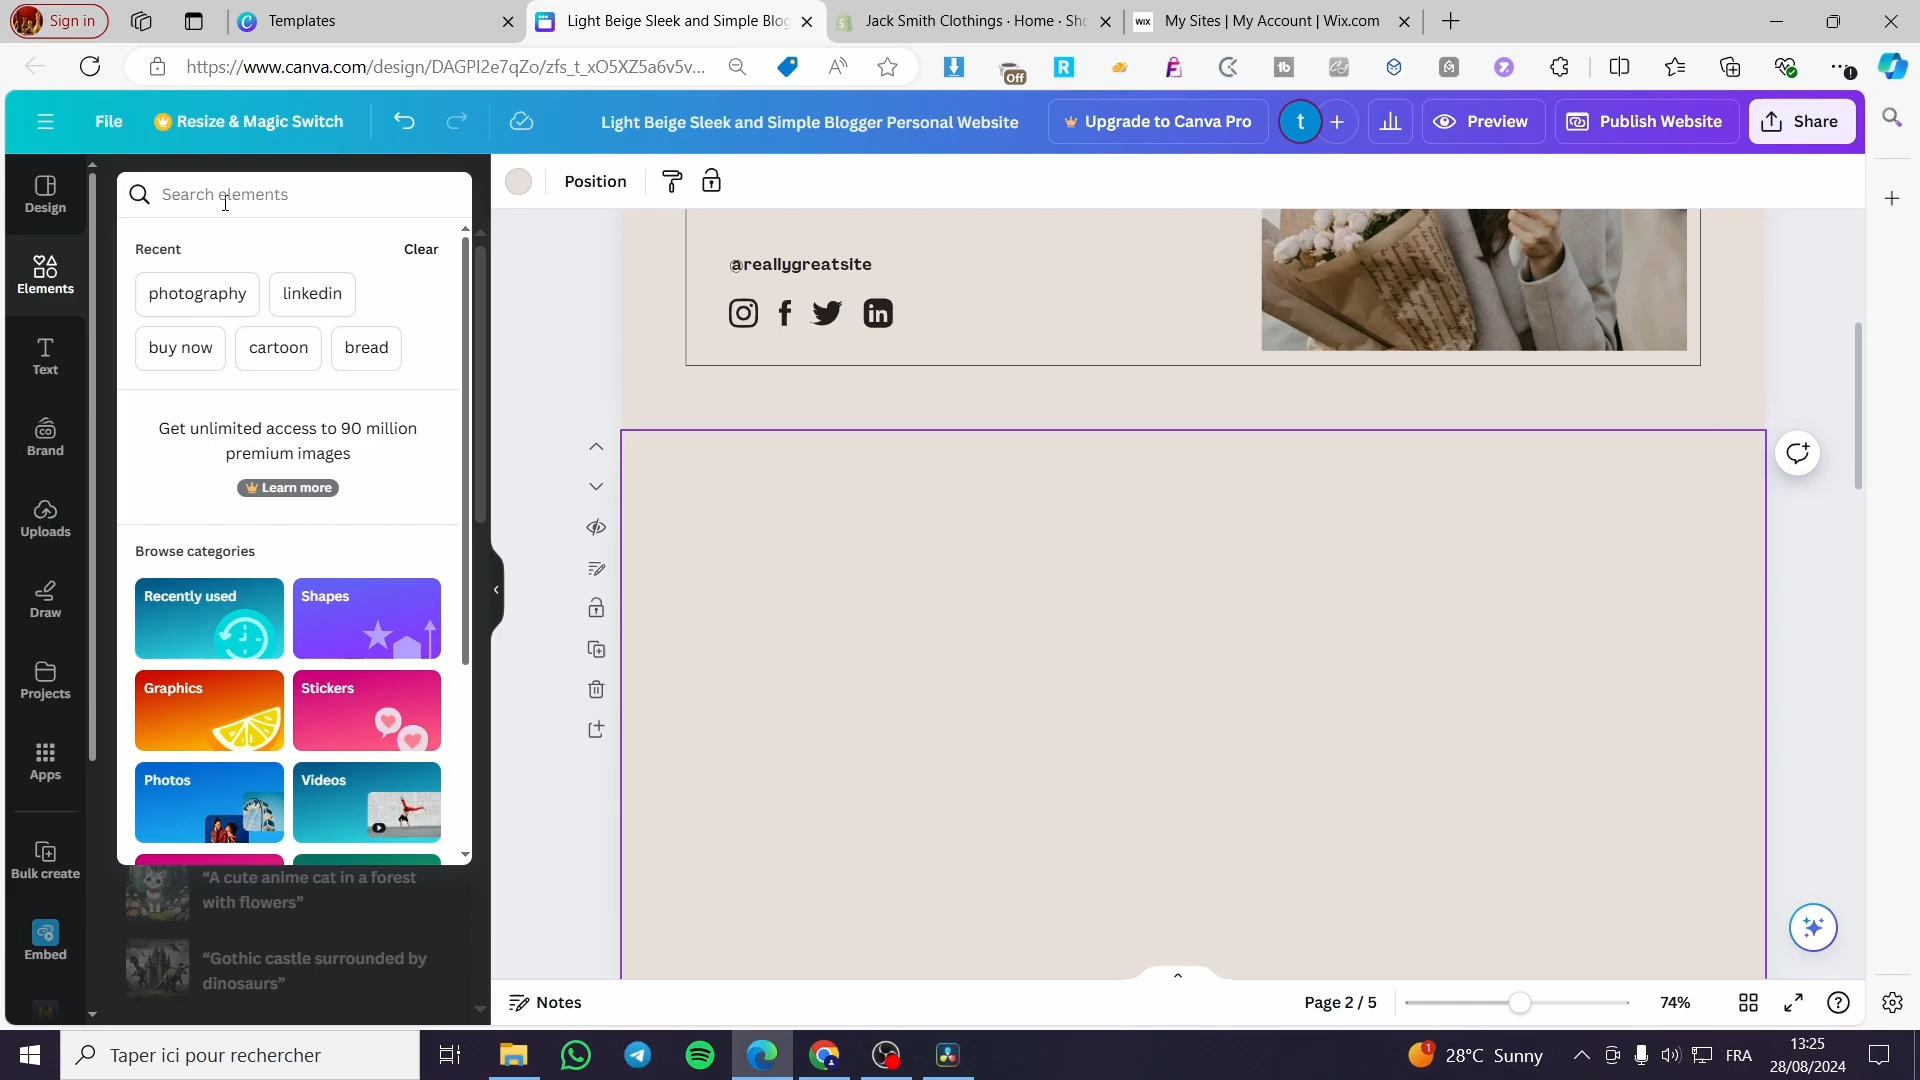 Sign in
Templates
Light Beige Sleek and Simple Blog
Jack Smith Clothings · Home · Sho
WIX
My Sites | My Account | Wix.com
https://www.canva.com/design/DAGPI2e7qZo/zfs_t_xO5XZ5a6v5v...
Off
File
Resize & Magic Switch
Light Beige Sleek and Simple Blogger Personal Website
Upgrade to Canva Pro
t
Preview
Publish Website
Share
Design
Elements
Text
Brand
Uploads
Draw
Projects
Apps
Bulk create
Embed
Search elements
Recent
Clear
photography
linkedin
buy now
cartoon
bread
Get unlimited access to 90 million
premium images
Learn more
Browse categories
Recently used
Shapes
Graphics
Stickers
Photos
Videos
“A cute anime cat in a forest
with flowers”
“Gothic castle surrounded by
dinosaurs”
Position
@reallygreatsite
Notes
Page 2 / 5
74%
Taper ici pour rechercher
1
28°C Sunny
FRA
13:25
28/08/2024